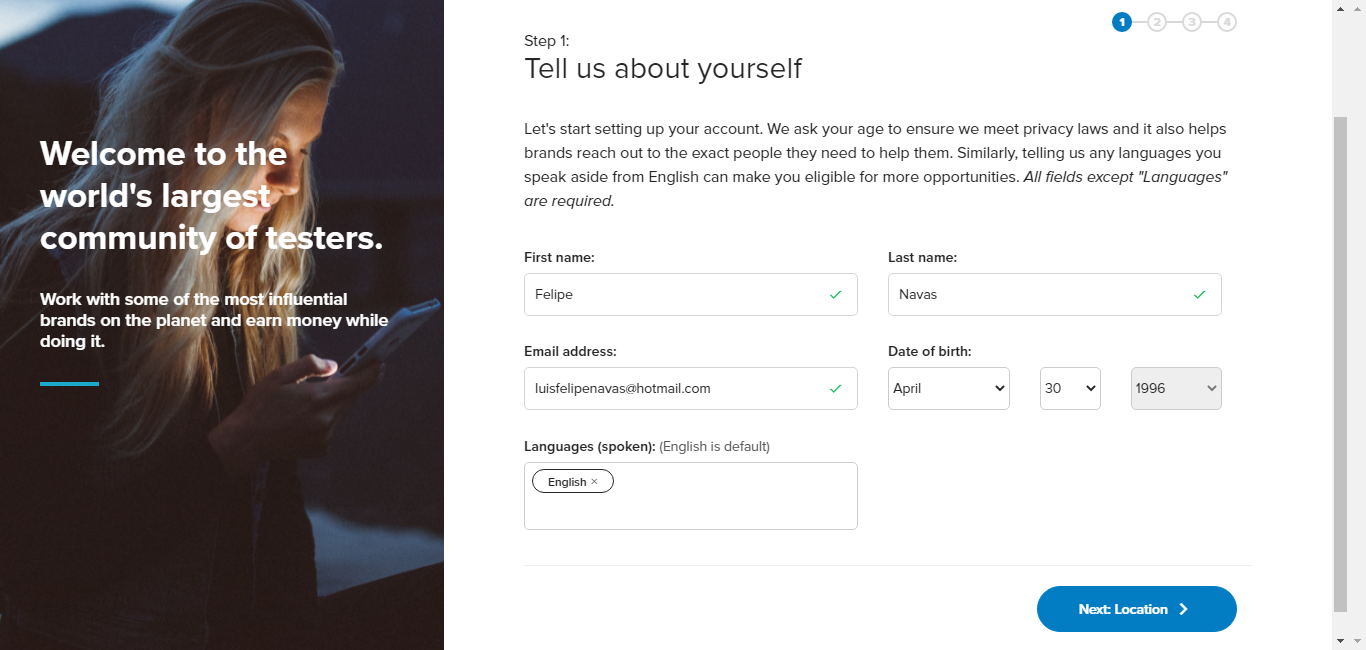 Welcome to the
world's largest
community of testers.
Work with some of the most influential
brands on the planet and earn money while
doing it.
1 2 3 4
Step 1:
Tell us about yourself
Let's start setting up your account. We ask your age to ensure we meet privacy laws and it also helps
brands reach out to the exact people they need to help them. Similarly, telling us any languages you
speak aside from English can make you eligible for more opportunities. All fields except "Languages"
are required.
First name: Last name:
Felipe Navas
Email address: Date of birth:
luisfelipenavas@hotmail.com April 30 1996
Languages (spoken): (English is default)
English ×
Next: Location